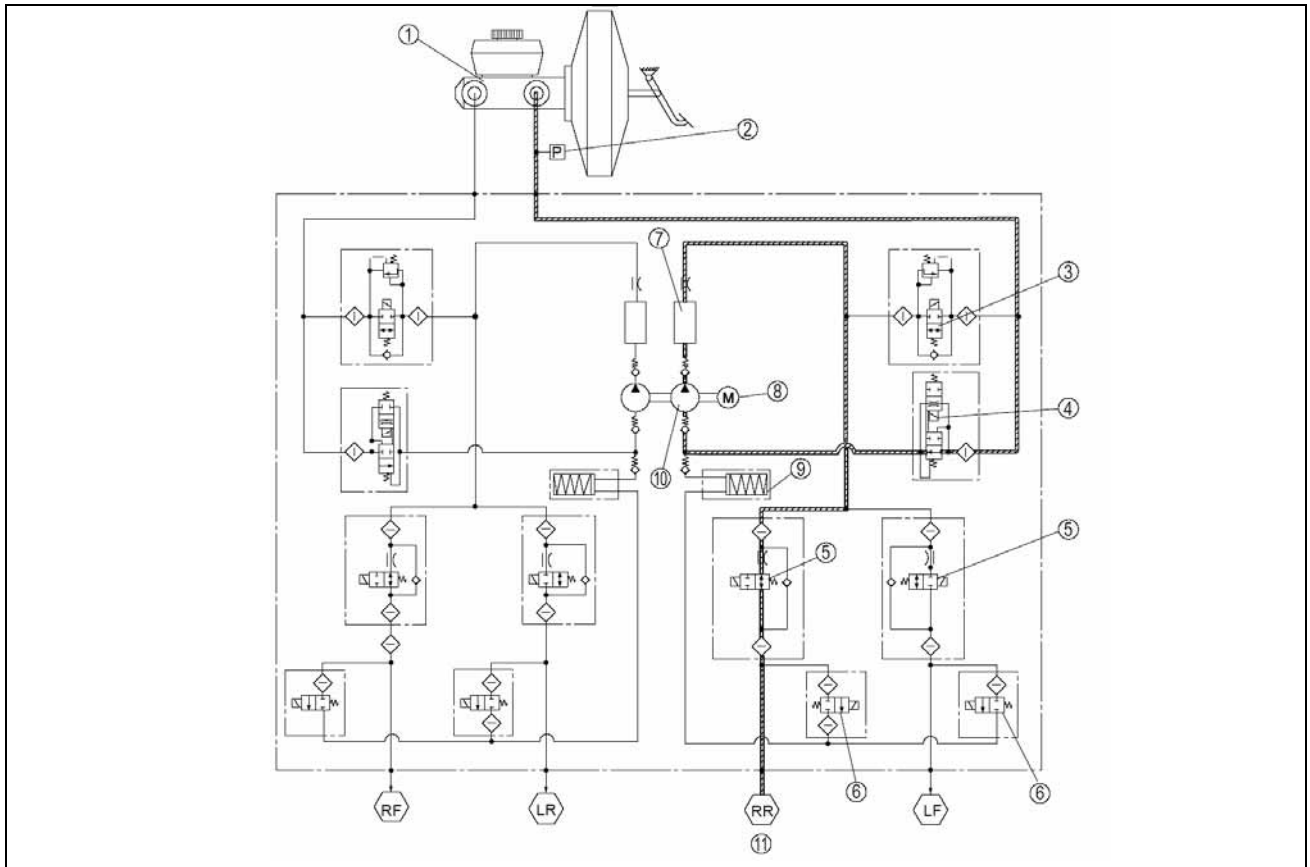 ①
②
P
⑦
③
M
⑧
④
⑩
⑨
⑤
⑤
⑥
⑥
RF
LR
RR
LF
⑪